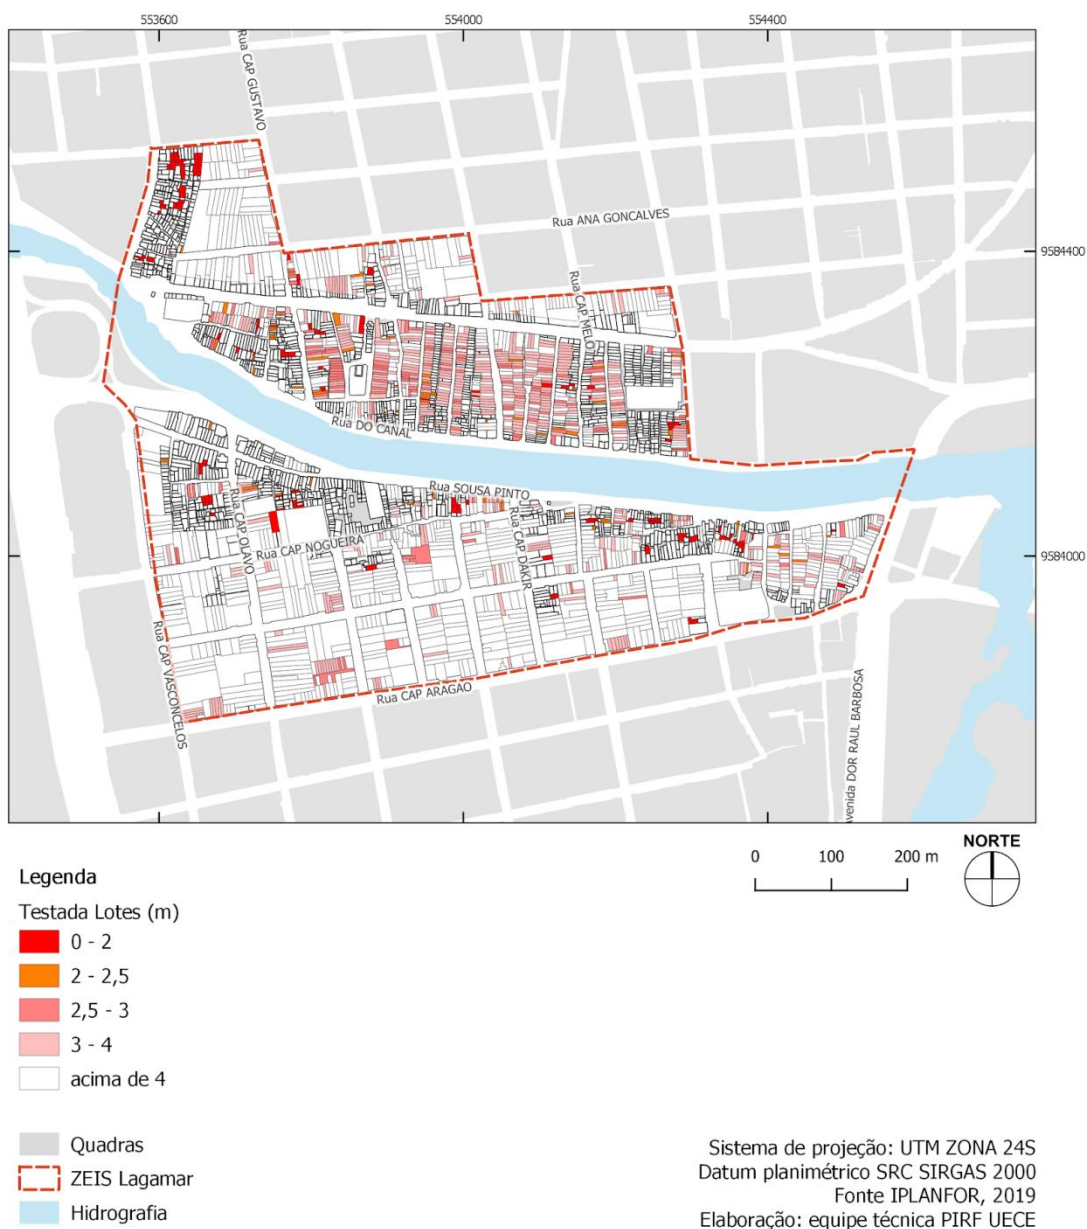 553600
554000
554400
Rua CAP GUSTAVO
Rua ANA GONCALVES
9584400
Rua CAP MELO
Rua DO CANAL
Rua SOUSA PINTO
Rua CAP OLAVO
Rua CAP NOGUEIRA
Rua CAP DAKIR
9584000
Rua CAP VASCONCELOS
Rua CAP ARAGAO
Avenida DOR RAUL BARBOSA
NORTE
0 100 200 m
Legenda
Testada Lotes (m)
0 - 2
2 - 2,5
2,5 - 3
3 - 4
acima de 4
Quadras
ZEIS Lagamar
Hidrografia
Sistema de projeção: UTM ZONA 24S
Datum planimétrico SRC SIRGAS 2000
Fonte IPLANFOR, 2019
Elaboração: equipe técnica PIRF UECE